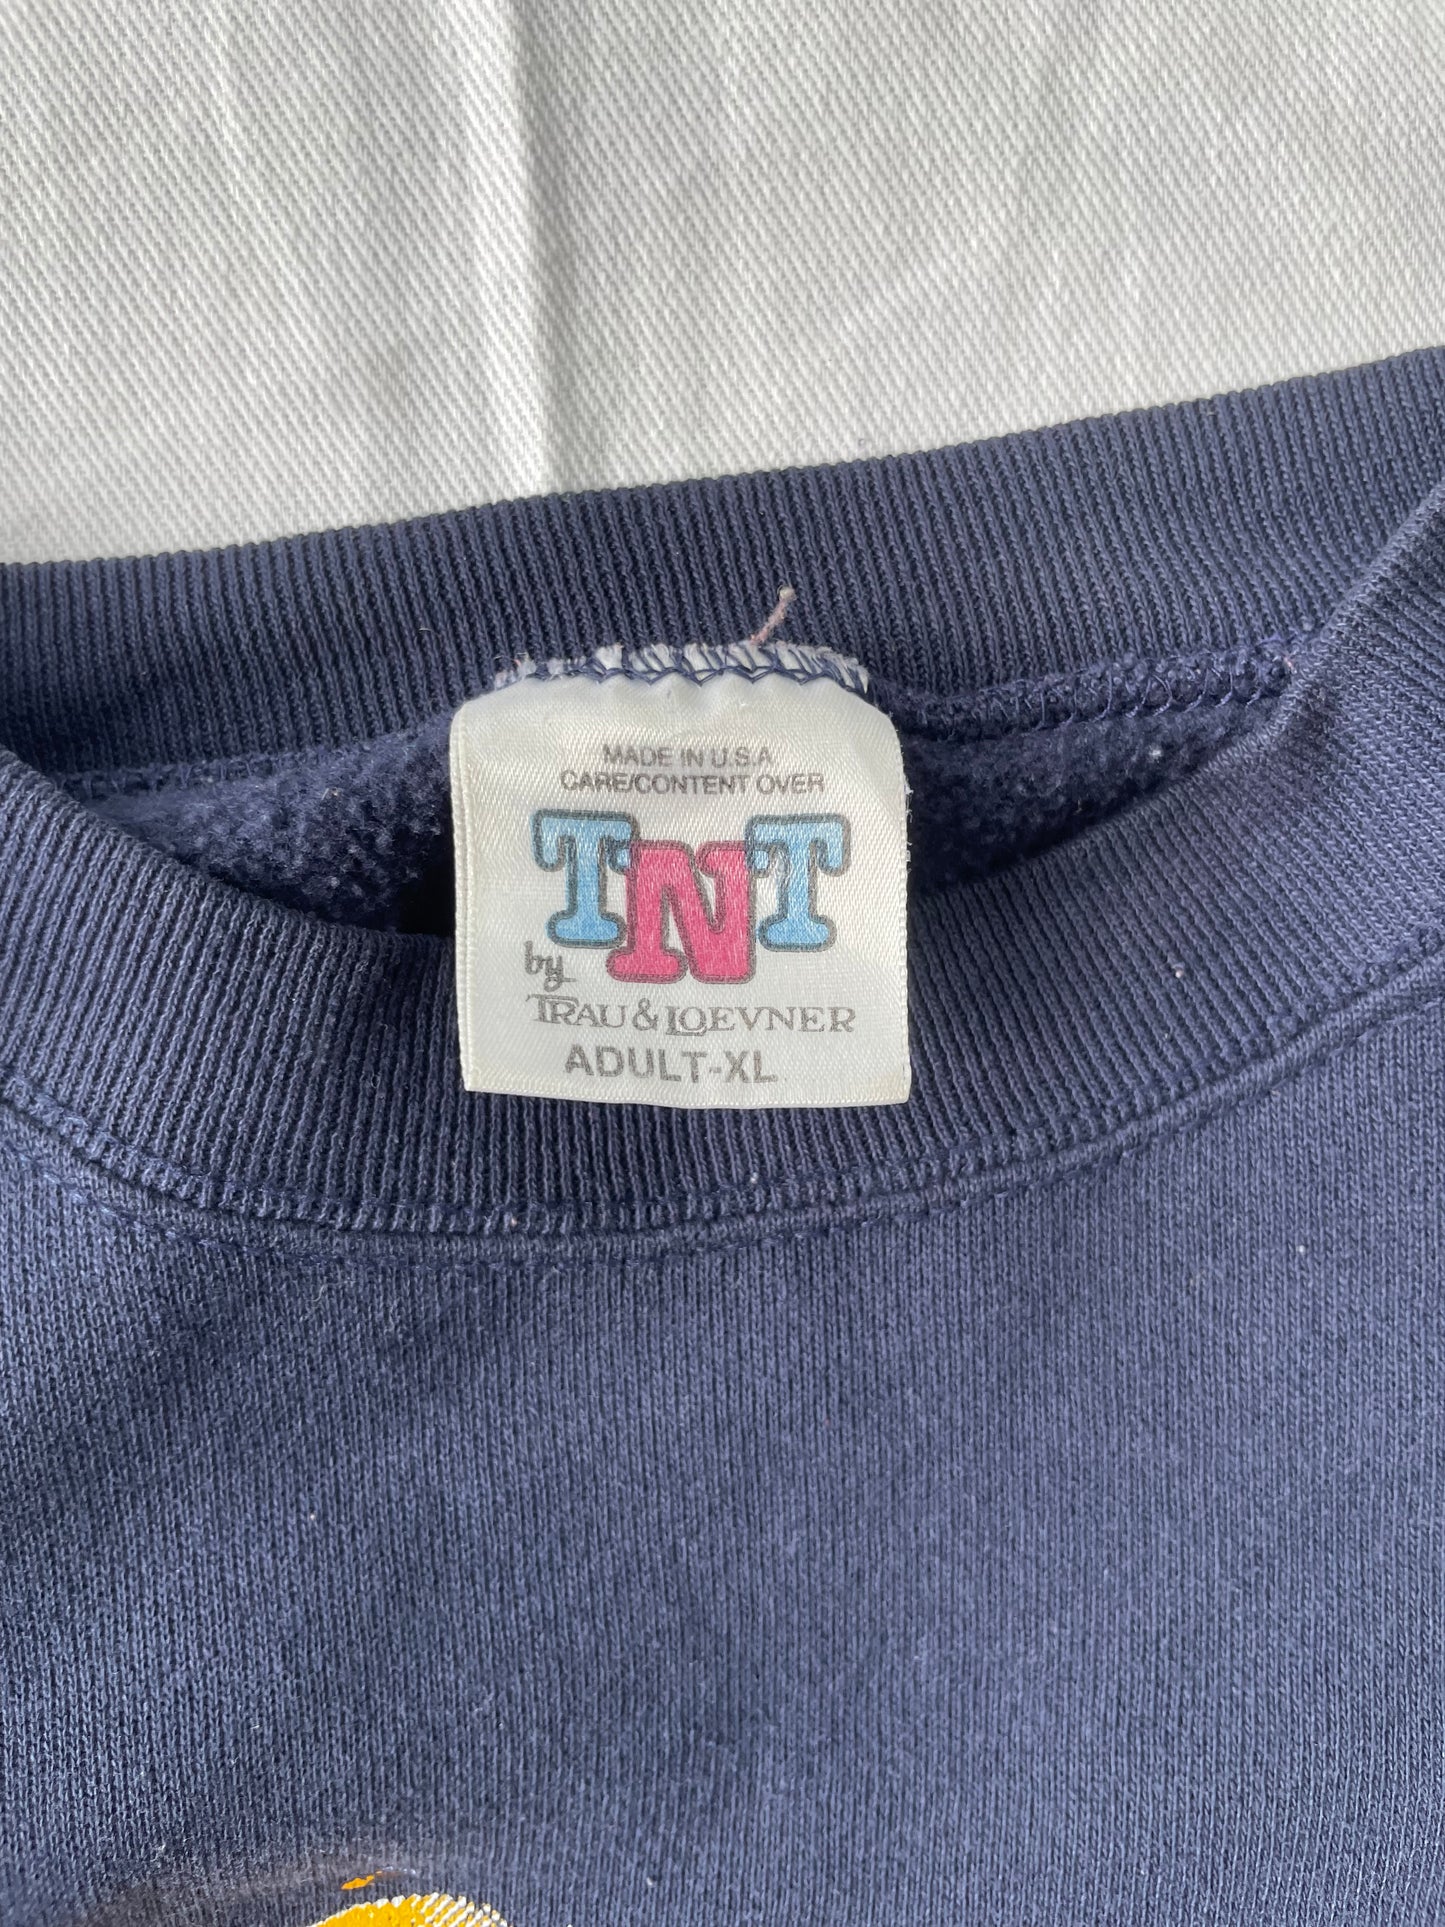 MADE IN U.S.A
CARE/CONTENT OVER
TNT
by
TRAU & LOEVNER
ADULT-XL